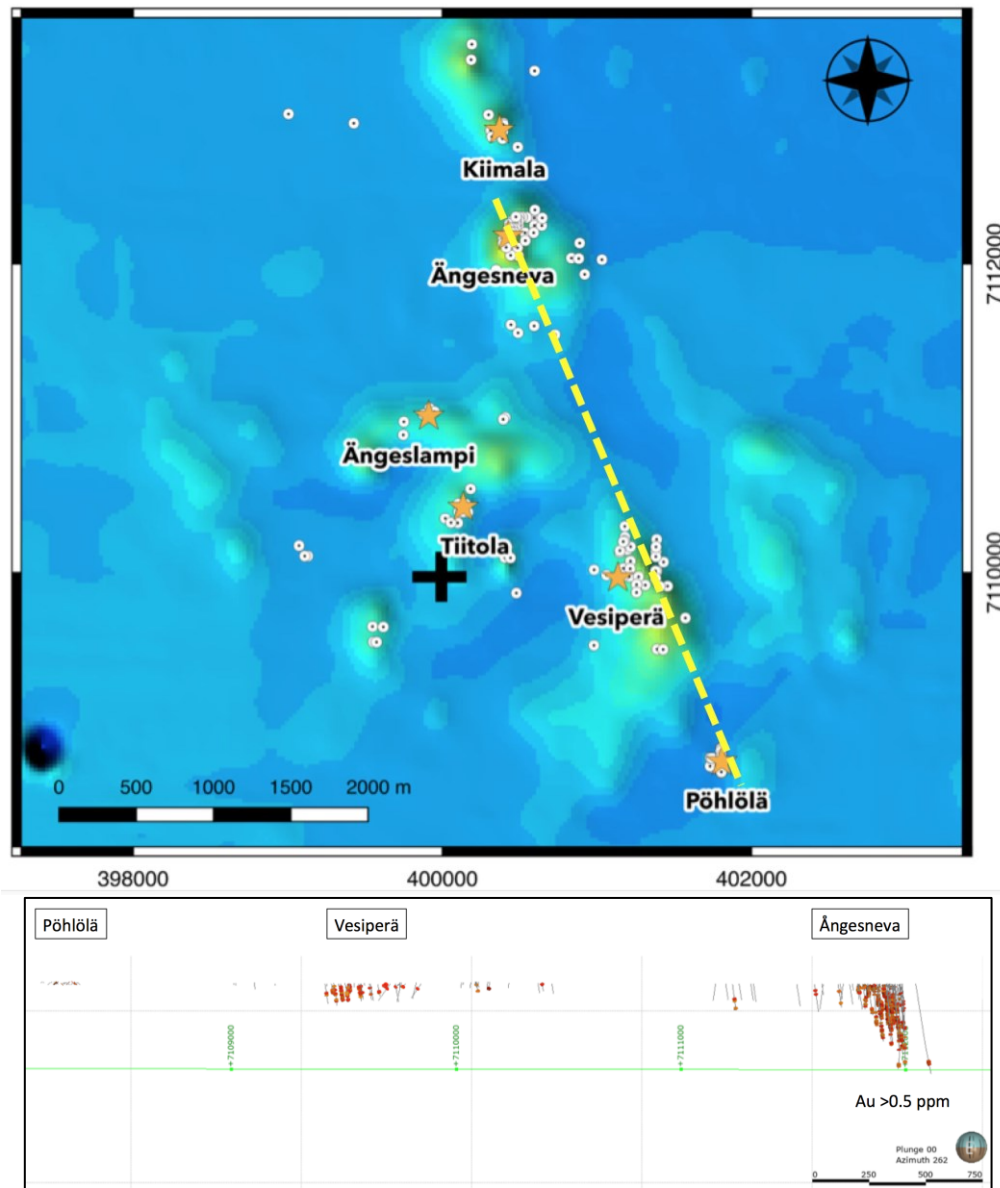 Kiimala
Ängesneva
7112000
Ängeslampi
Tiitola
7110000
Vesiperä
0 500 1000 1500 2000 m
Pöhlölä
398000 400000 402000
Pöhlölä Vesiperä Ångesneva
+7109000 +7110000 +7111000
Au >0.5 ppm
Plunge 00
Azimuth 262
0 250 500 750